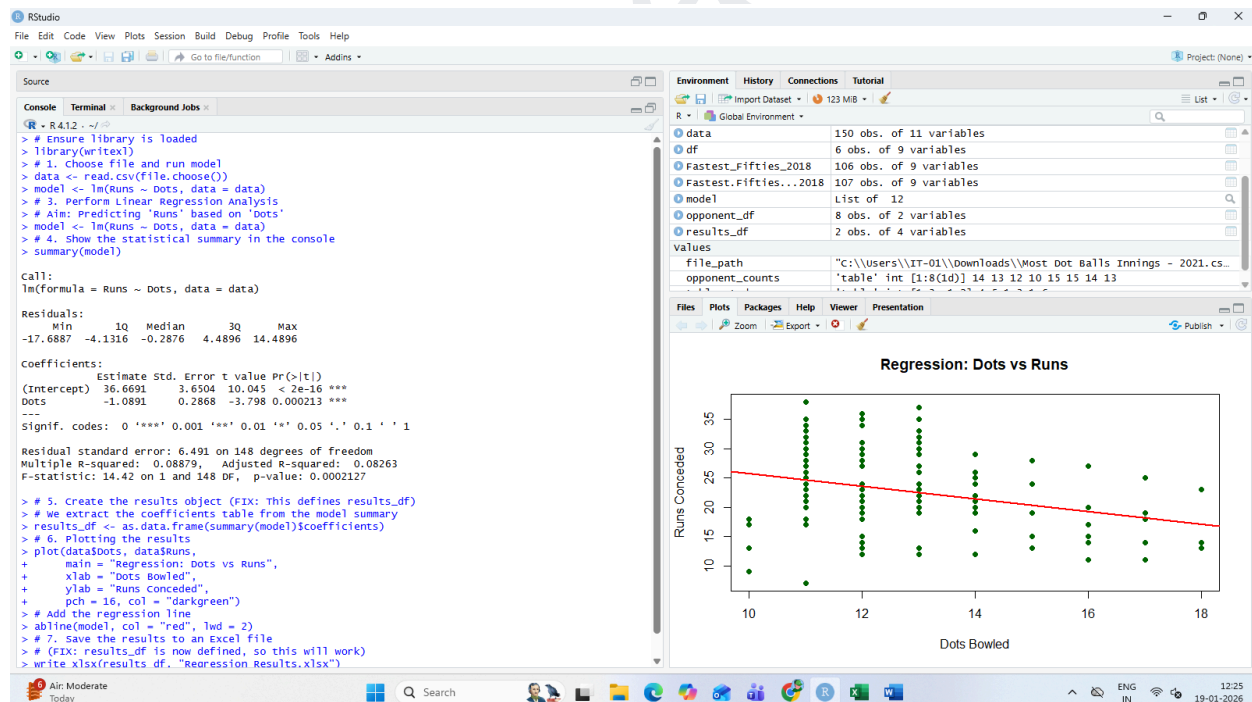 RStudio
File Edit Code View Plots Session Build Debug Profile Tools Help
Go to file/function Addins
Project: (None)
Source
Console Terminal Background Jobs
R 4.1.2 · ~/
> # Ensure library is loaded
> library(writexl)
> # 1. Choose file and run model
> data <- read.csv(file.choose())
> model <- lm(Runs ~ Dots, data = data)
> # 3. Perform Linear Regression Analysis
> # Aim: Predicting 'Runs' based on 'Dots'
> model <- lm(Runs ~ Dots, data = data)
> # 4. Show the statistical summary in the console
> summary(model)
Call:
lm(formula = Runs ~ Dots, data = data)
Residuals:
Min 1Q Median 3Q Max
-17.6887 -4.1316 -0.2876 4.4896 14.4896
Coefficients:
Estimate Std. Error t value Pr(>|t|)
(Intercept) 36.6691 3.6504 10.045 < 2e-16 ***
Dots -1.0891 0.2868 -3.798 0.000213 ***
---
Signif. codes: 0 ‘***’ 0.001 ‘**’ 0.01 ‘*’ 0.05 ‘.’ 0.1 ‘ ’ 1
Residual standard error: 6.491 on 148 degrees of freedom
Multiple R-squared: 0.08879, Adjusted R-squared: 0.08263
F-statistic: 14.42 on 1 and 148 DF, p-value: 0.0002127
> # 5. Create the results object (FIX: This defines results_df)
> # We extract the coefficients table from the model summary
> results_df <- as.data.frame(summary(model)$coefficients)
> # 6. Plotting the results
> plot(data$Dots, data$Runs,
+ main = "Regression: Dots vs Runs",
+ xlab = "Dots Bowled",
+ ylab = "Runs Conceded",
+ pch = 16, col = "darkgreen")
> # Add the regression line
> abline(model, col = "red", lwd = 2)
> # 7. Save the results to an Excel file
> # (FIX: results_df is now defined, so this will work)
> write_xlsx(results_df, "Regression_Results.xlsx")
Environment History Connections Tutorial
Import Dataset 123 MiB List
R Global Environment
data 150 obs. of 11 variables
df 6 obs. of 9 variables
Fastest_Fifties_2018 106 obs. of 9 variables
Fastest.Fifties...2018 107 obs. of 9 variables
model List of 12
opponent_df 8 obs. of 2 variables
results_df 2 obs. of 4 variables
Values
file_path "C:\\Users\\IT-01\\Downloads\\Most Dot Balls Innings - 2021.cs…
opponent_counts 'table' int [1:8(1d)] 14 13 12 10 15 15 14 13
Files Plots Packages Help Viewer Presentation
Zoom Export Publish
Regression: Dots vs Runs
Runs Conceded
35
30
25
20
15
10
10 12 14 16 18
Dots Bowled
6
Air: Moderate
Today
Search
ENG
IN
12:25
19-01-2026